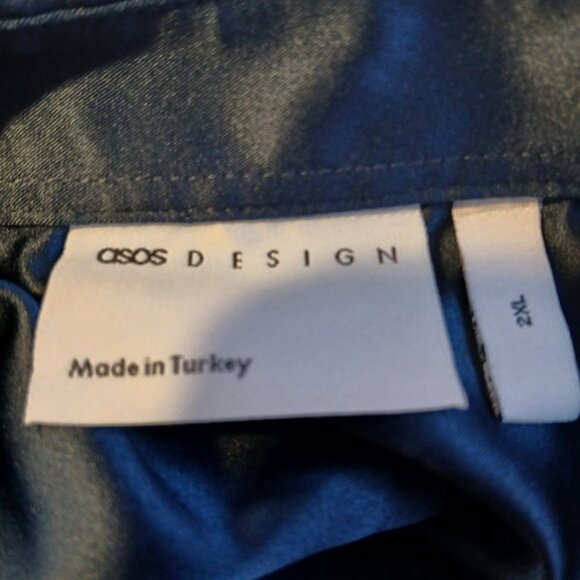 asos DESIGN
Made in Turkey
2XL